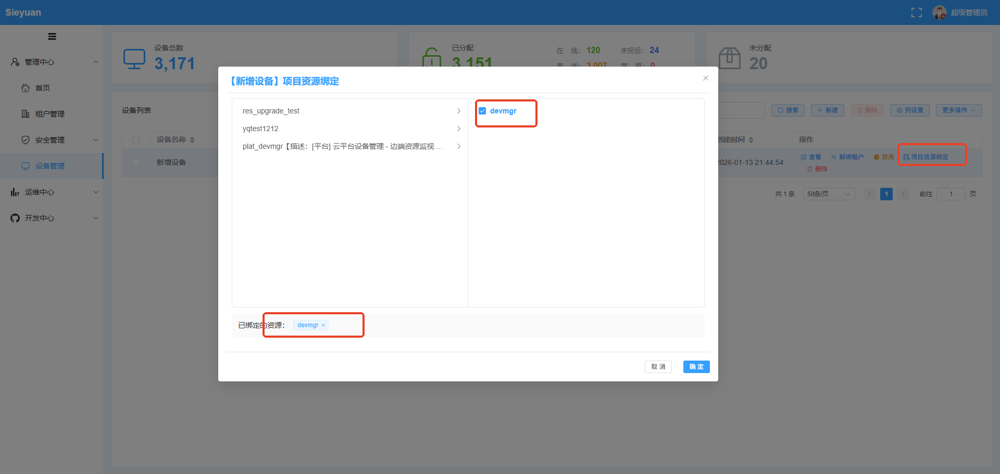 Sieyuan
超级管理员
管理中心
首页
租户管理
安全管理
设备管理
运维中心
开发中心
设备总数
3,171
已分配
3,151
在 线： 120
未投运： 24
离 线： 3,007
禁 用： 0
未分配
20
设备列表
搜索
新建
删除
列设置
更多操作
设备名称
创建时间
操作
新增设备
2026-01-13 21:44:54
查看
解绑租户
禁用
项目资源绑定
删除
共 1 条
50条/页
1
前往
1
页
【新增设备】项目资源绑定
res_upgrade_test
yqtest1212
plat_devmgr【描述：[平台] 云平台设备管理 - 边端资源监视 ...
devmgr
已绑定的资源：
devmgr
取 消
确 定